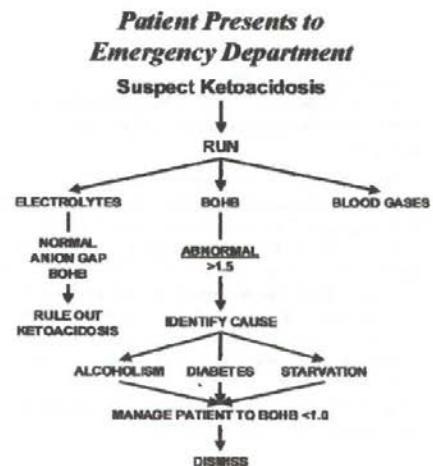 Patient Presents to
Emergency Department
Suspect Ketoacidosis
RUN
ELECTROLYTES BOHB BLOOD GASES
NORMAL
ANION GAP
BOHB
ABNORMAL
>1.5
RULE OUT
KETOACIDOSIS
IDENTIFY CAUSE
ALCOHOLISM DIABETES STARVATION
MANAGE PATIENT TO BOHB <1.0
DISMISS